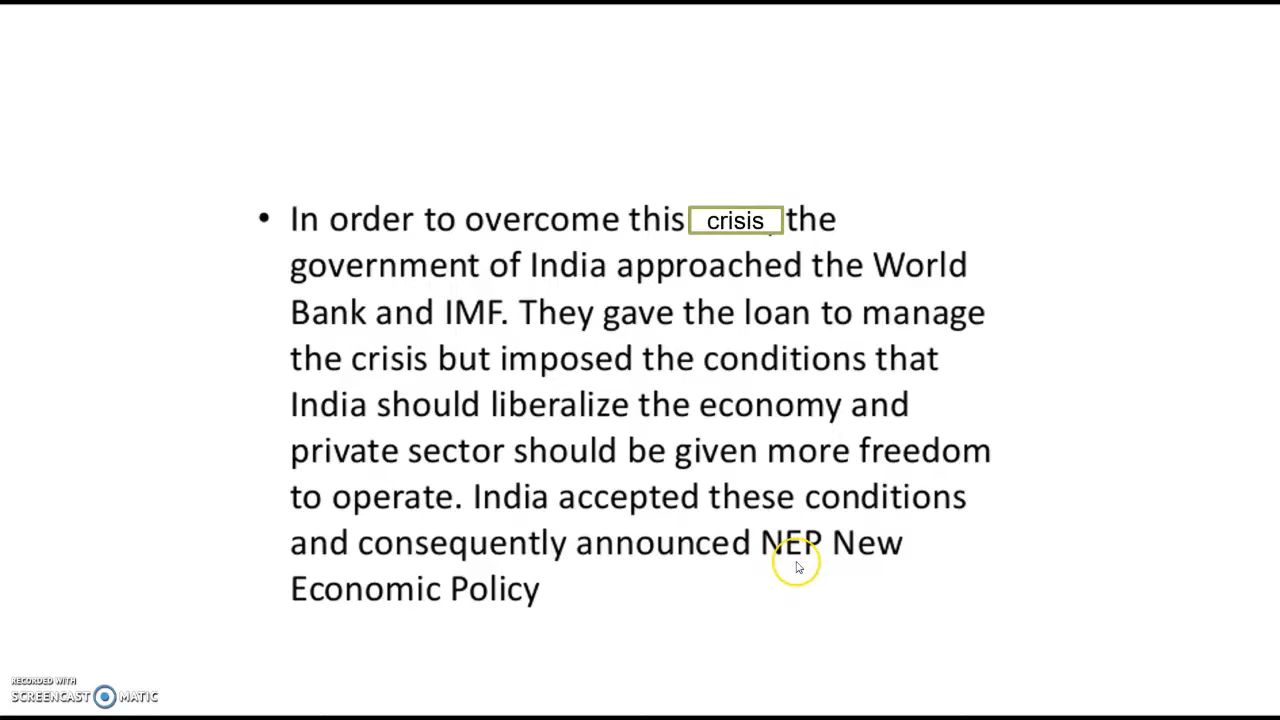 • In order to overcome this crisis the
government of India approached the World
Bank and IMF. They gave the loan to manage
the crisis but imposed the conditions that
India should liberalize the economy and
private sector should be given more freedom
to operate. India accepted these conditions
and consequently announced NEP New
Economic Policy
RECORDED WITH
SCREENCAST MATIC